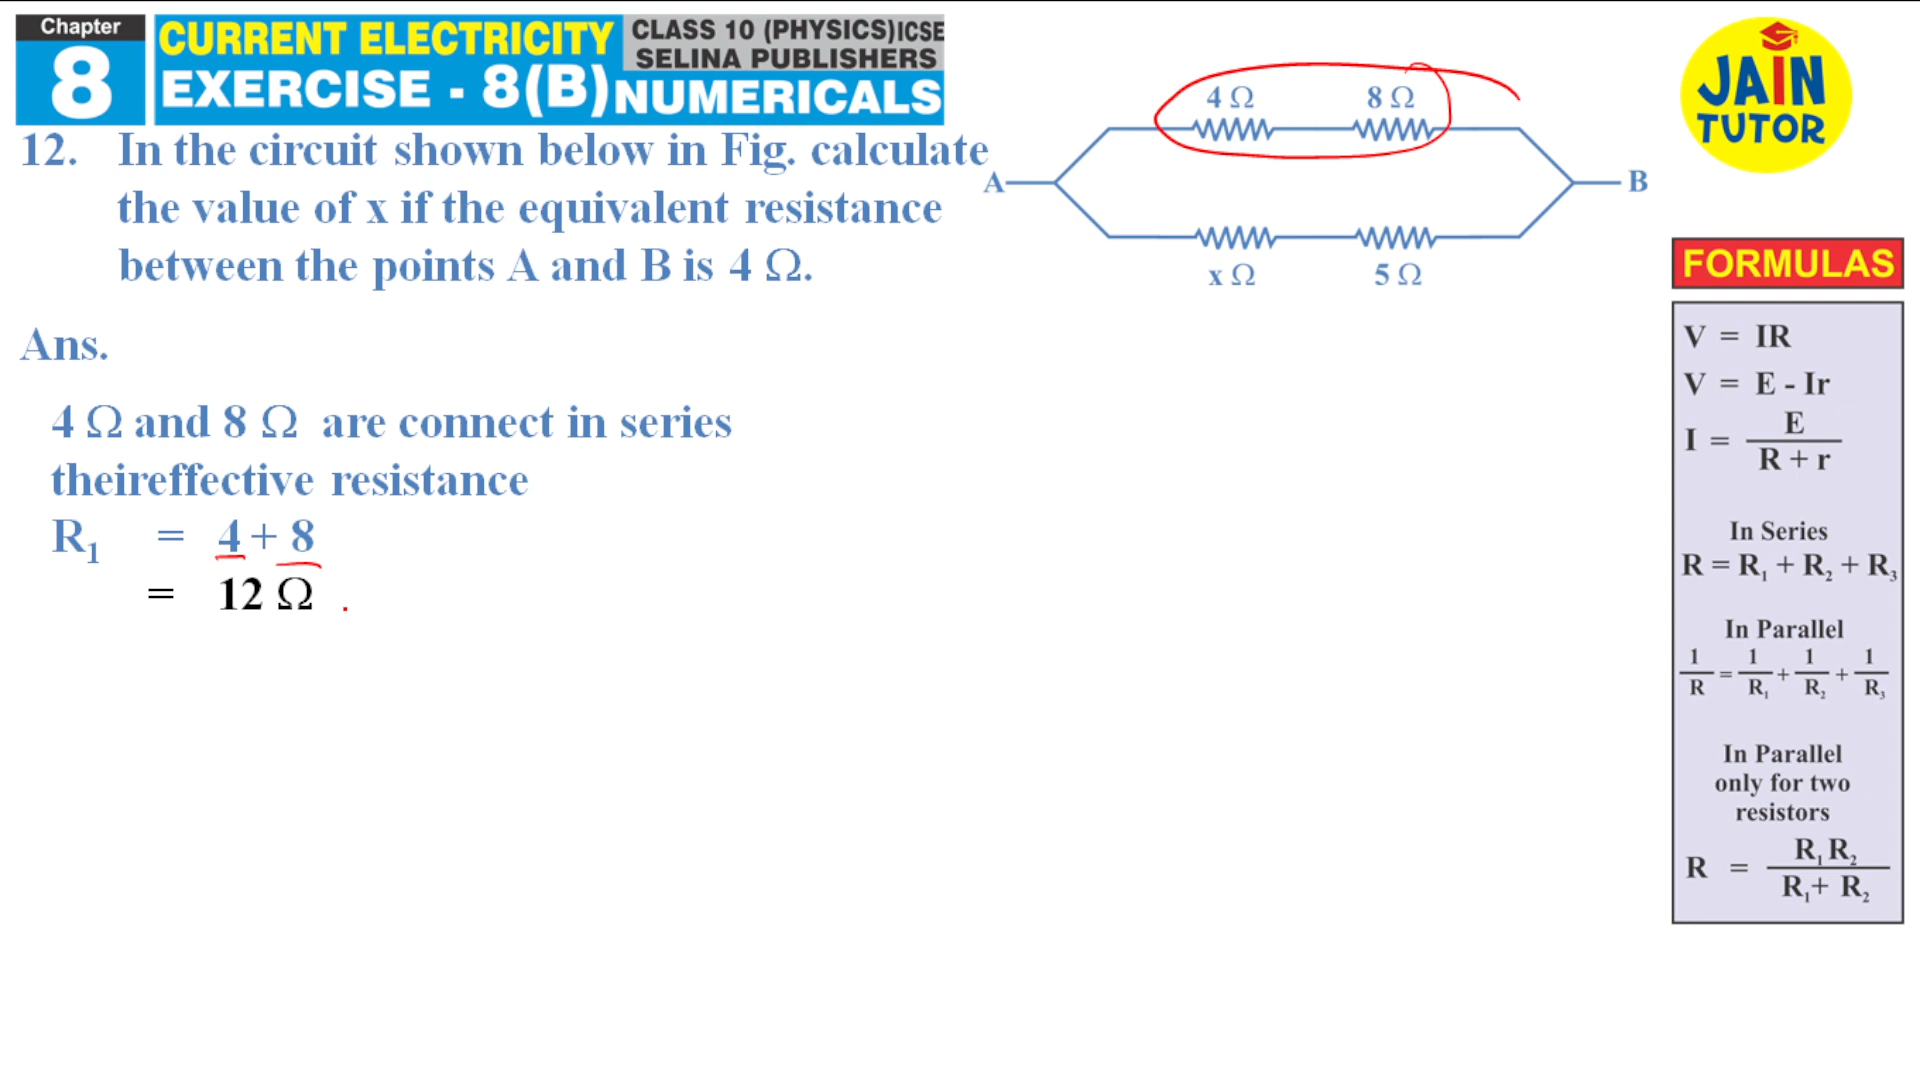 Chapter
8
CURRENT ELECTRICITY
EXERCISE - 8(B)
CLASS 10 (PHYSICS)ICSE
SELINA PUBLISHERS
NUMERICALS
JAIN
TUTOR
12. In the circuit shown below in Fig. calculate
the value of x if the equivalent resistance
between the points A and B is 4 Ω.
4 Ω 8 Ω
A B
x Ω 5 Ω
Ans.
4 Ω and 8 Ω are connect in series
theireffective resistance
R₁ = 4 + 8
= 12 Ω
FORMULAS
V = IR
V = E - Ir
I = E / R + r
In Series
R = R₁ + R₂ + R₃
In Parallel
1/R = 1/R₁ + 1/R₂ + 1/R₃
In Parallel
only for two
resistors
R = R₁ R₂ / R₁+ R₂